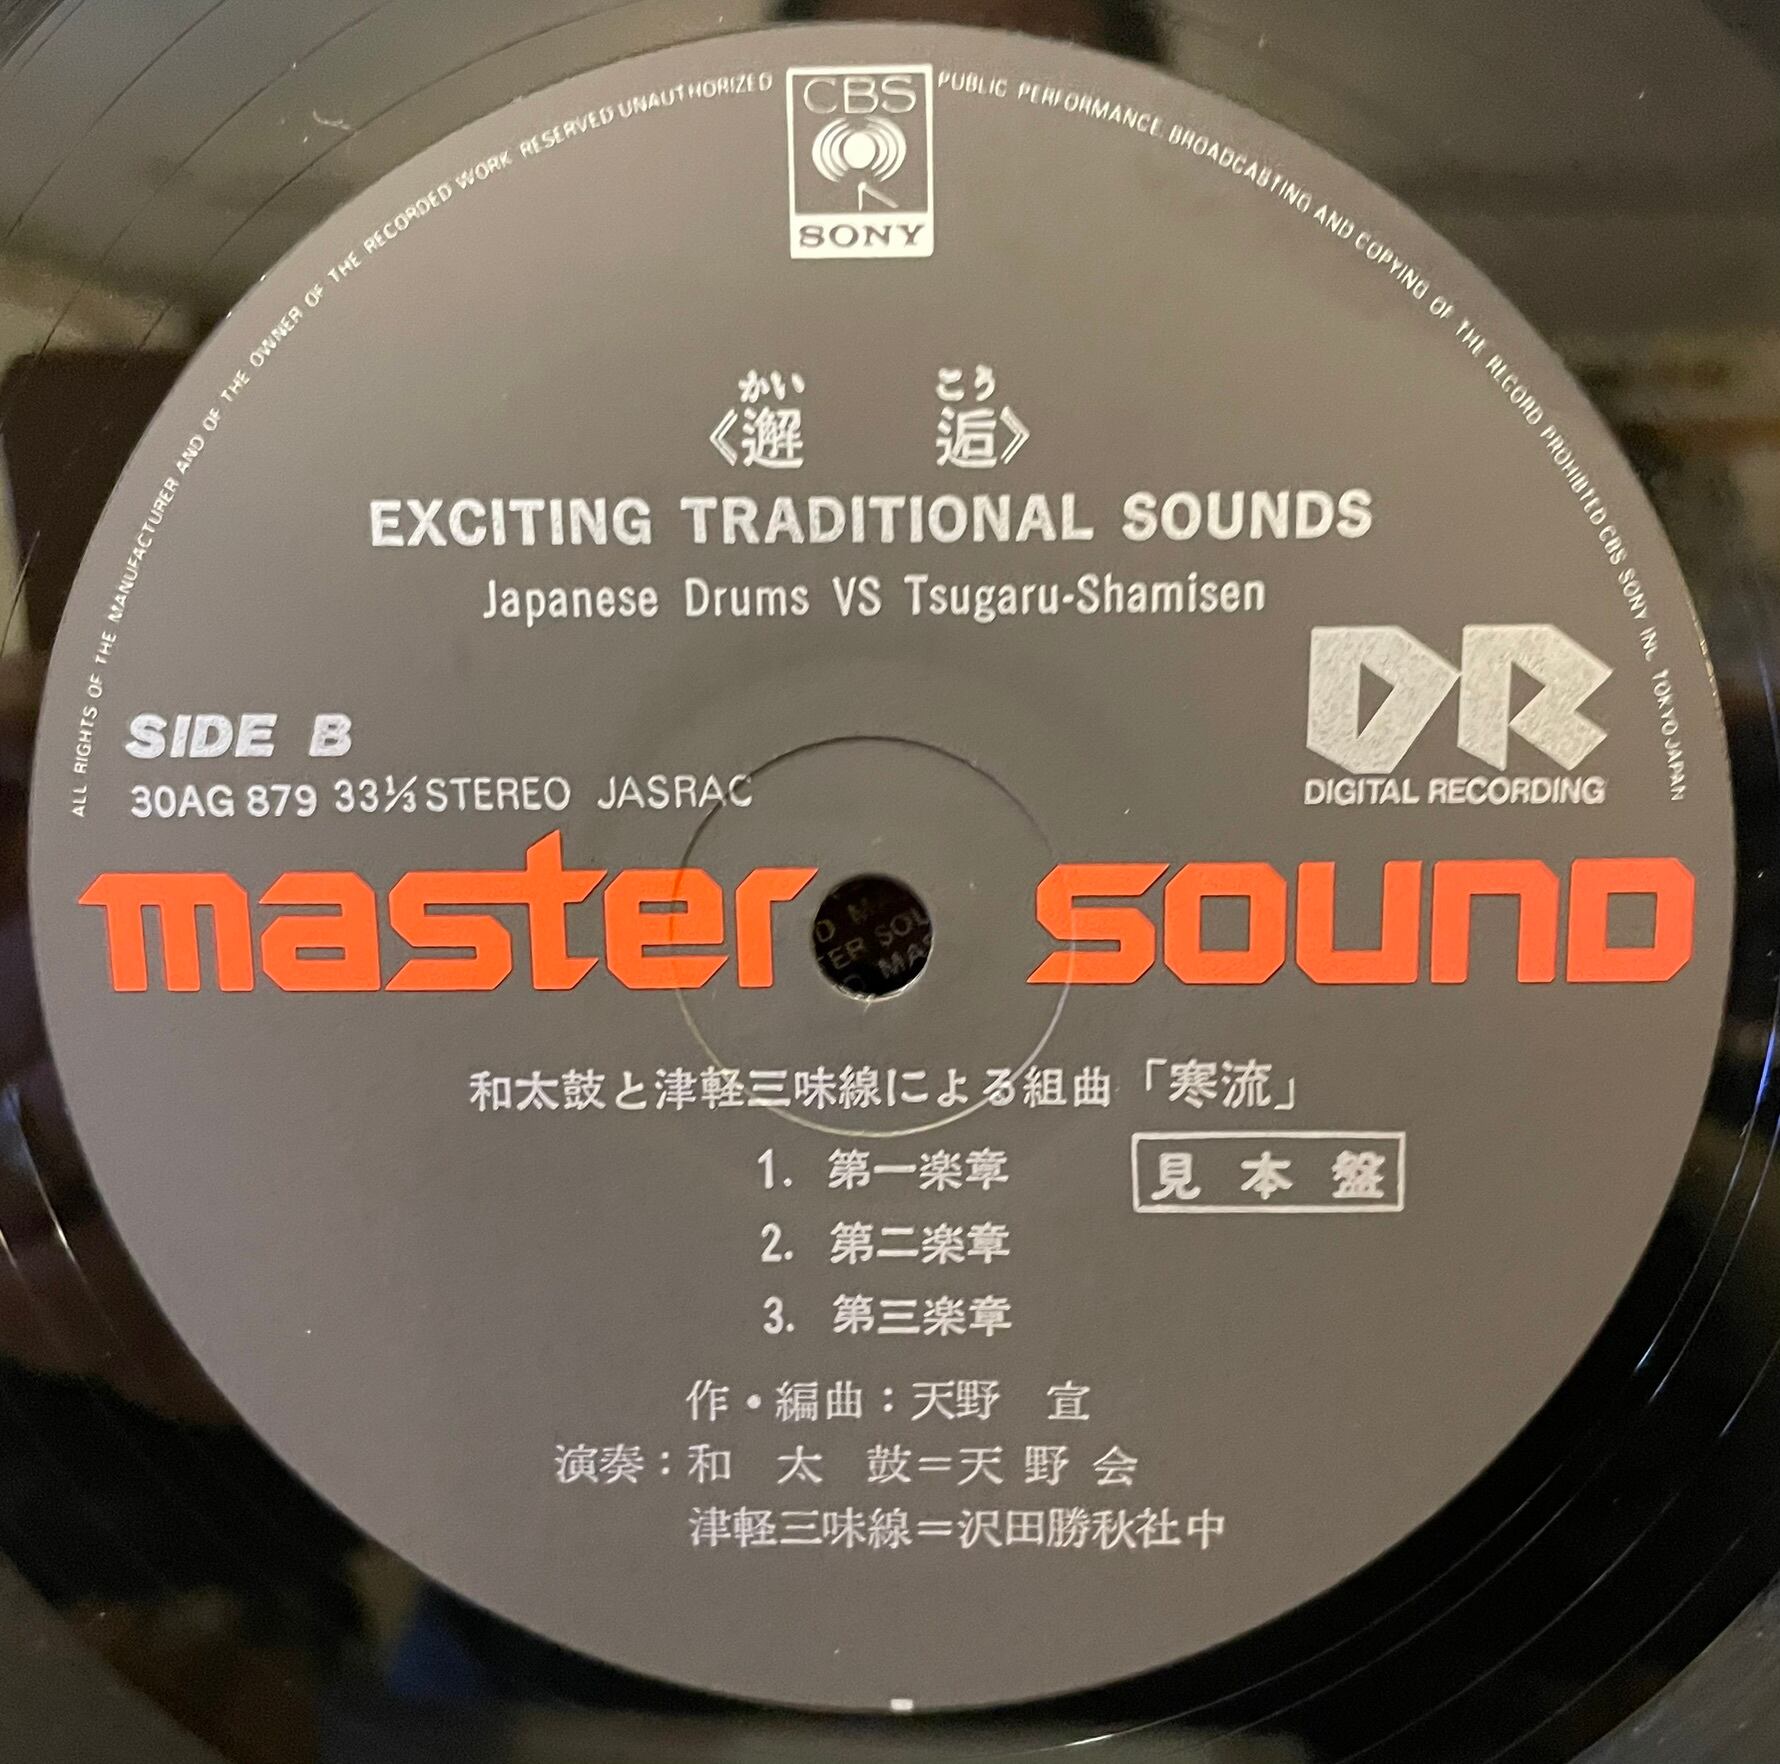 ALL RIGHTS OF THE MANUFACTURER AND OF THE OWNER OF THE RECORDED WORK RESERVED UNAUTHORIZED PUBLIC PERFORMANCE BROADCASTING AND COPYING OF THE RECORD PROHIBITED CBS SONY INC. TOKYO JAPAN
CBS
SONY
かい こう
《邂 逅》
EXCITING TRADITIONAL SOUNDS
Japanese Drums VS Tsugaru-Shamisen
DR
DIGITAL RECORDING
SIDE B
30AG 879 33⅓ STEREO JASRAC
master sound
和太鼓と津軽三味線による組曲「寒流」
1. 第一楽章
見本盤
2. 第二楽章
3. 第三楽章
作・編曲：天野 宣
演奏：和 太 鼓＝天 野 会
津軽三味線＝沢田勝秋社中